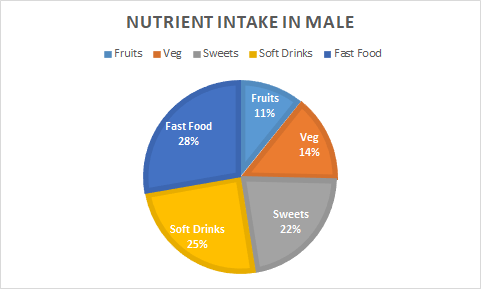 NUTRIENT INTAKE IN MALE
Fruits Veg Sweets Soft Drinks Fast Food
Fruits
11%
Veg
14%
Sweets
22%
Soft Drinks
25%
Fast Food
28%